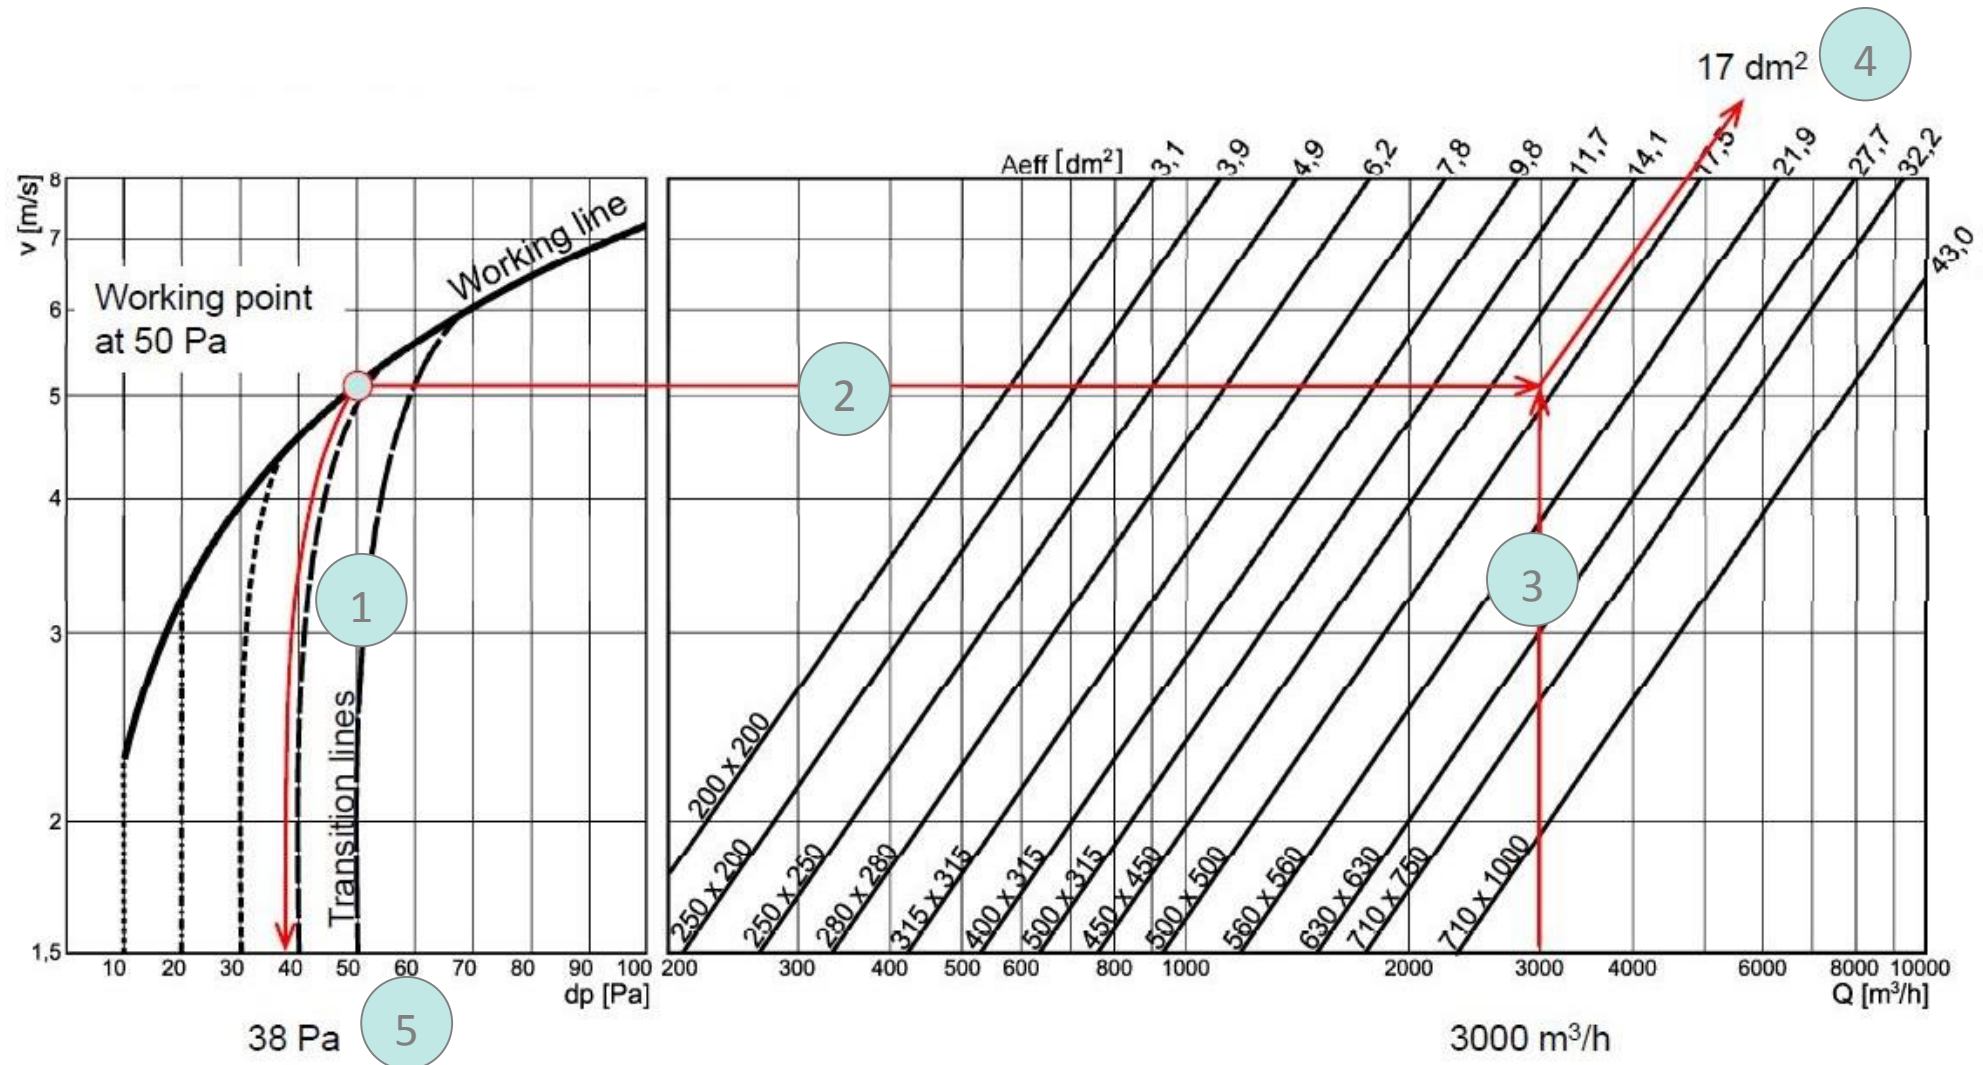 17 dm²
4
Aeff [dm²]
3,1
3,9
4,9
6,2
7,8
9,8
11,7
14,1
17,5
21,9
27,7
32,2
43,0
v [m/s]
8
7
6
5
4
3
2
1,5
Working line
Working point
at 50 Pa
2
1
3
Transition lines
200 x 200
250 x 200
250 x 250
280 x 280
315 x 315
400 x 315
500 x 315
450 x 450
500 x 500
560 x 560
630 x 630
710 x 750
710 x 1000
10 20 30 40 50 60 70 80 90 100
dp [Pa]
200 300 400 500 600 800 1000 2000 3000 4000 6000 8000 10000
Q [m³/h]
38 Pa
5
3000 m³/h